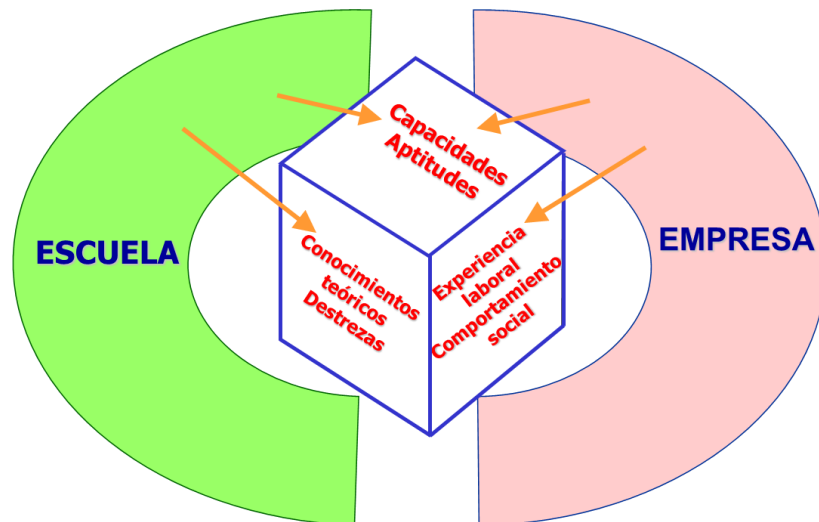 Capacidades
Aptitudes
ESCUELA
Conocimientos
teóricos
Destrezas
Experiencia
laboral
Comportamiento
social
EMPRESA